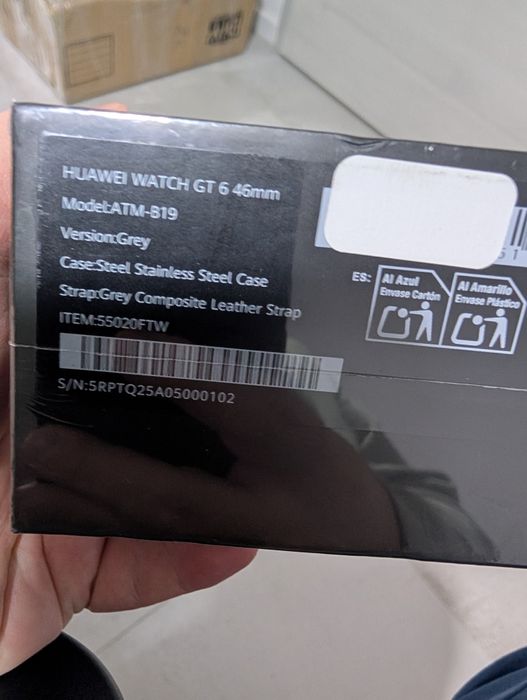 HUAWEI WATCH GT 6 46mm
Model:ATM-B19
Version:Grey
Case:Steel Stainless Steel Case
Strap:Grey Composite Leather Strap
ITEM:55020FTW
S/N:5RPTQ25A05000102
ES:
Al Azul
Envase Cartón
Al Amarillo
Envase Plástico